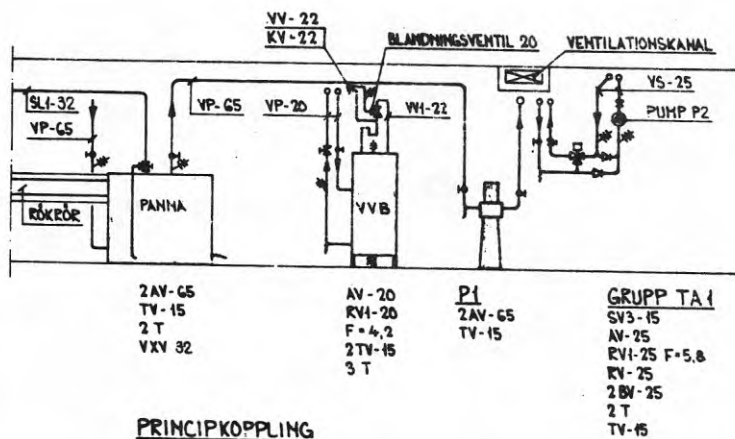 VV-22
KV-22
BLANDNINGSVENTIL 20
VENTILATIONSKANAL
SL1-32
VP-65
VP-65
VP-20
VV1-22
VS-25
PUMP P2
RÖKRÖR
PANNA
VVB
2AV-65
TV-15
2T
VXV 32
AV-20
RV1-20
F=4,2
2TV-15
3T
P1
2AV-65
TV-15
GRUPP TA1
SV3-15
AV-25
RV1-25 F=5,8
RV-25
2BV-25
2T
TV-15
PRINCIPKOPPLING